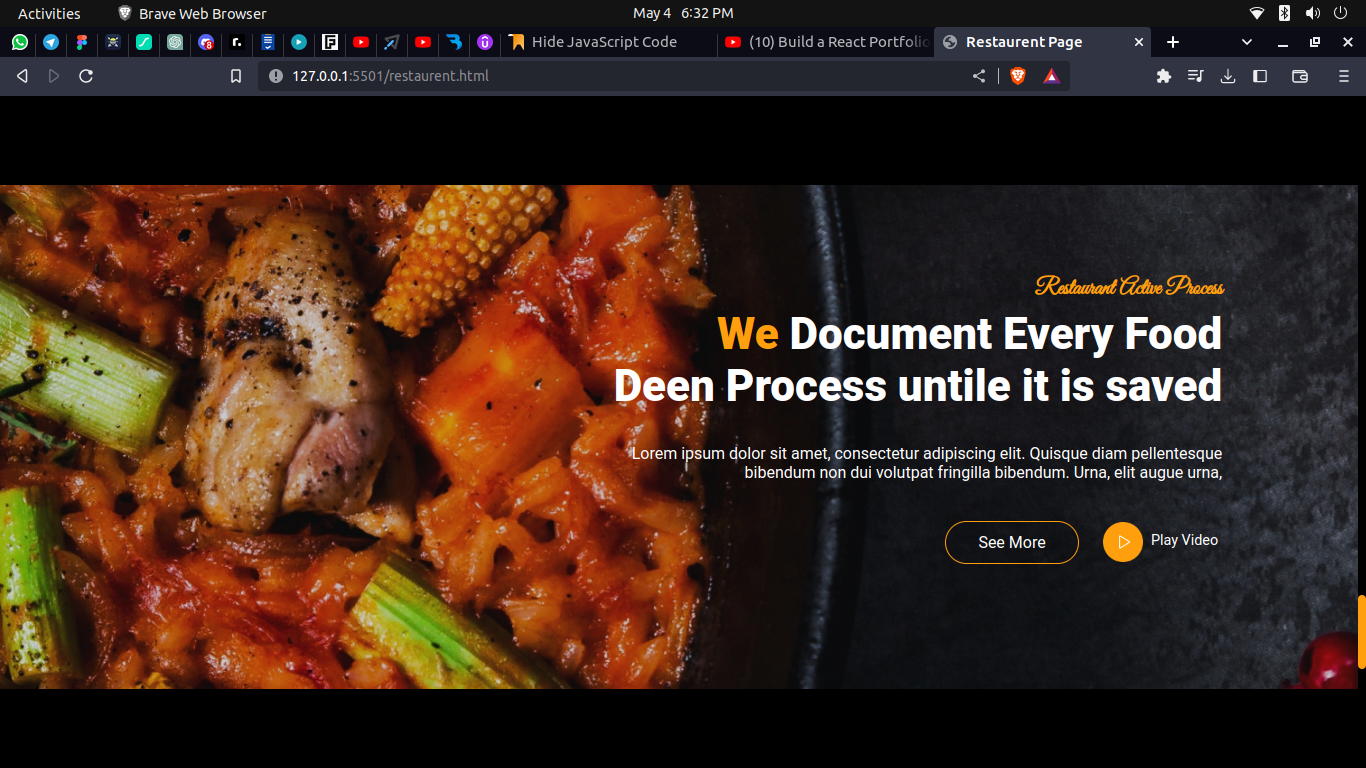 Activities
Brave Web Browser
May 4 6:32 PM
Hide JavaScript Code
(10) Build a React Portfolio
Restaurent Page
127.0.0.1:5501/restaurent.html
Restaurant Active Process
We Document Every Food
Deen Process untile it is saved
Lorem ipsum dolor sit amet, consectetur adipiscing elit. Quisque diam pellentesque
bibendum non dui volutpat fringilla bibendum. Urna, elit augue urna,
See More
Play Video